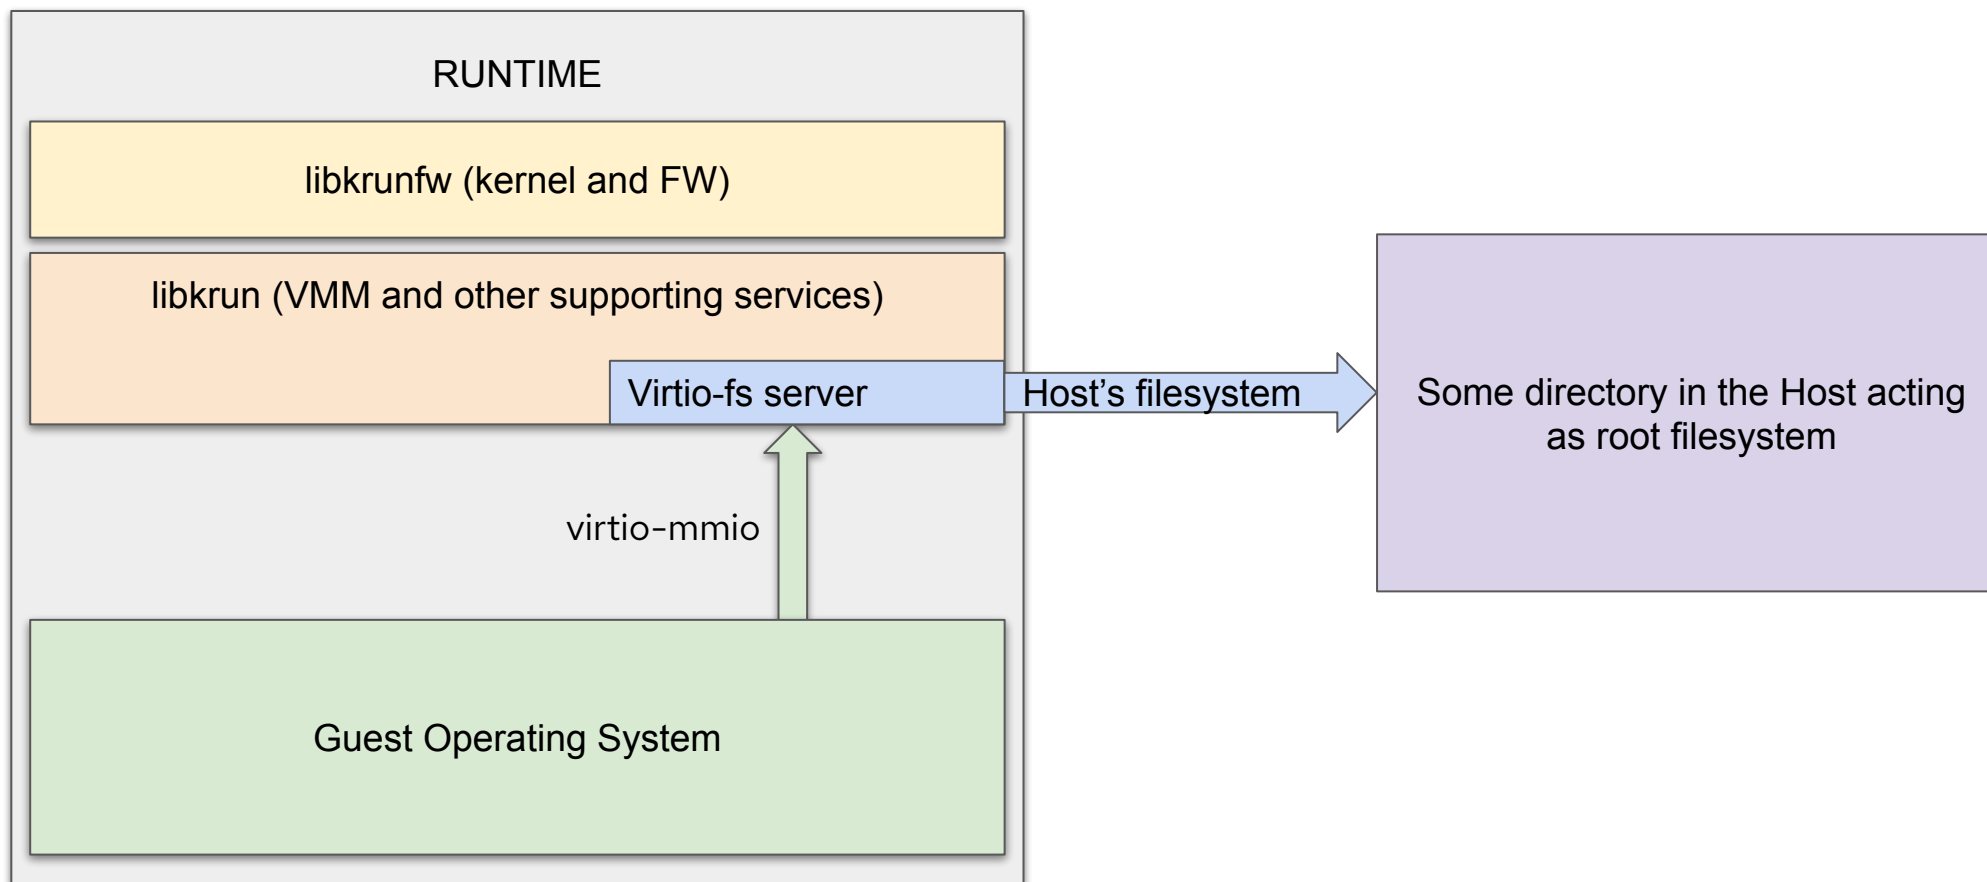 RUNTIME
libkrunfw (kernel and FW)
libkrun (VMM and other supporting services)
Virtio-fs server
Host’s filesystem
Some directory in the Host acting
as root filesystem
virtio-mmio
Guest Operating System